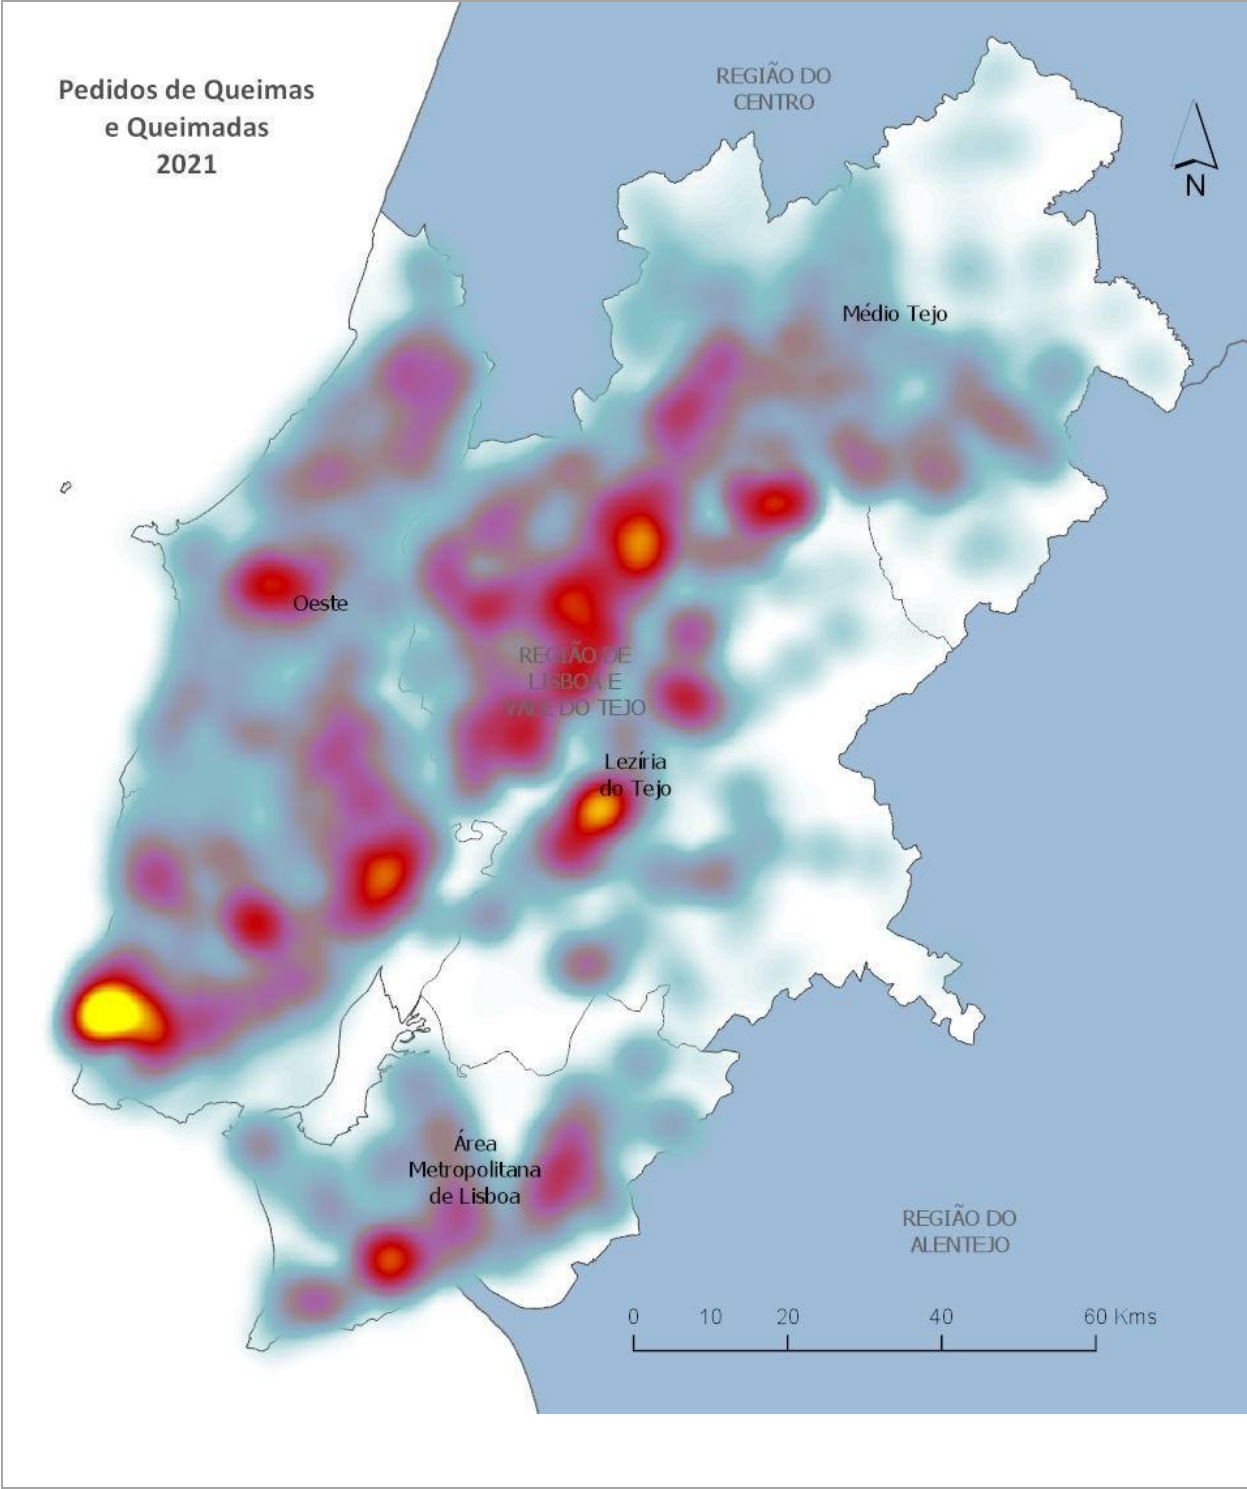 Pedidos de Queimas
e Queimadas
2021
REGIÃO DO
CENTRO
N
Médio Tejo
Oeste
REGIÃO DE
LISBOA E
VALE DO TEJO
Lezíria
do Tejo
Área
Metropolitana
de Lisboa
REGIÃO DO
ALENTEJO
0 10 20 40 60 Kms